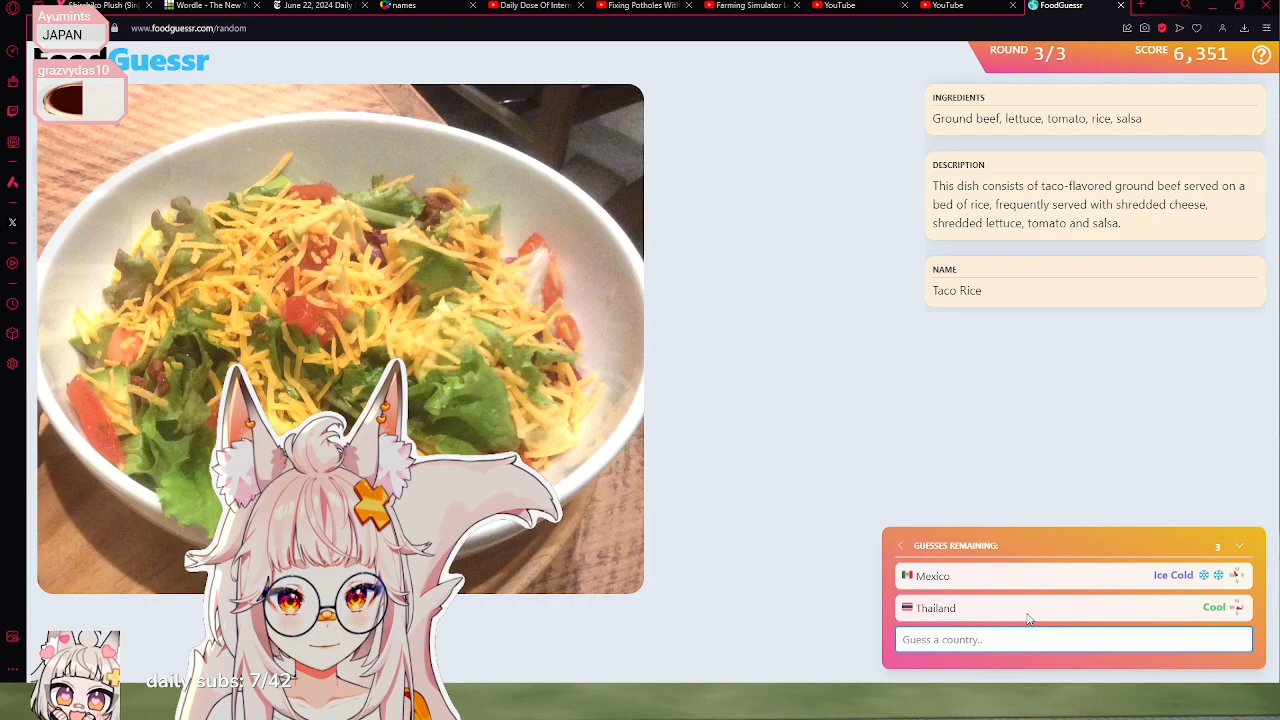 Shishiko Plush (9in)
Wordle - The New Y
June 22, 2024 Daily
names
Daily Dose Of Intern
Fixing Potholes With
Farming Simulator
YouTube
YouTube
FoodGuessr
Ayumints
JAPAN
www.foodguessr.com/random
FoodGuessr
grazvydas10
ROUND 3/3
SCORE 6,351
INGREDIENTS
Ground beef, lettuce, tomato, rice, salsa
DESCRIPTION
This dish consists of taco-flavored ground beef served on a
bed of rice, frequently served with shredded cheese,
shredded lettuce, tomato and salsa.
NAME
Taco Rice
GUESSES REMAINING: 3
Mexico Ice Cold
Thailand Cool
Guess a country..
daily subs: 7/42